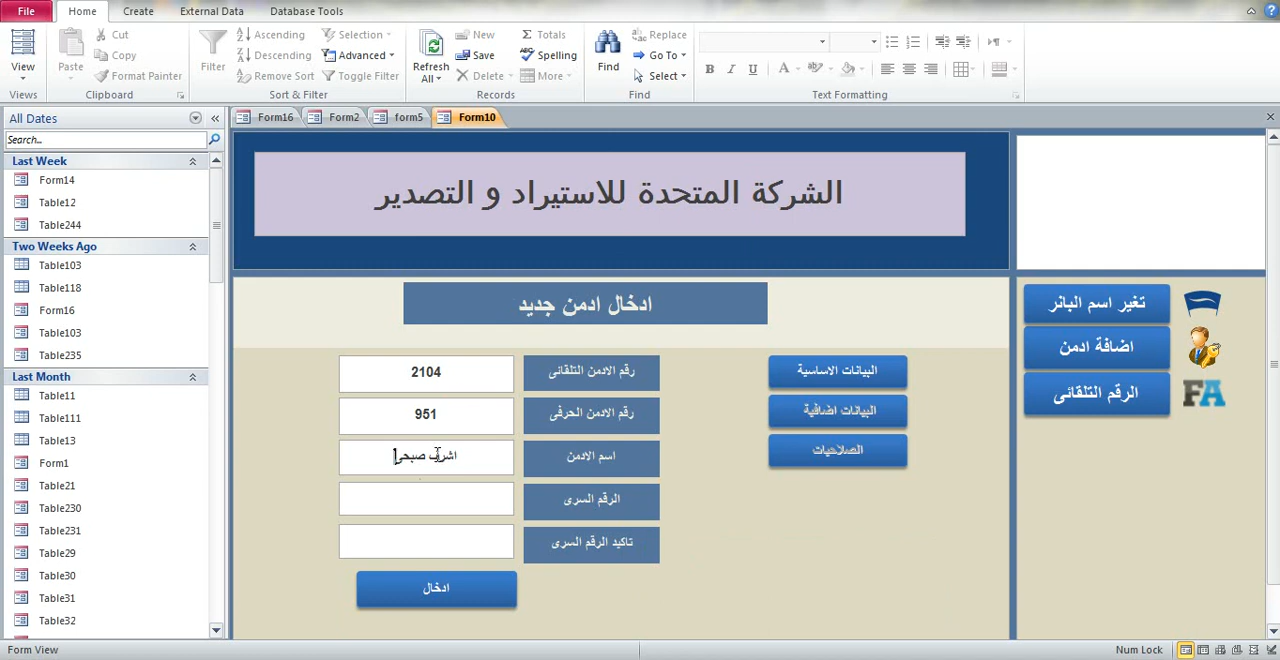 File Home Create External Data Database Tools
View
Views
Paste
Cut
Copy
Format Painter
Clipboard
Filter
Ascending
Descending
Remove Sort
Selection
Advanced
Toggle Filter
Sort & Filter
Refresh All
New
Save
Delete
Totals
Spelling
More
Records
Find
Replace
Go To
Select
Find
B I U A
Text Formatting
All Dates
Search...
Last Week
Form14
Table12
Table244
Two Weeks Ago
Table103
Table118
Form16
Table103
Table235
Last Month
Table11
Table111
Table13
Form1
Table21
Table230
Table231
Table29
Table30
Table31
Table32
Form16 Form2 form5 Form10
الشركة المتحدة للاستيراد و التصدير
ادخال ادمن جديد
رقم الادمن التلقائى 2104
رقم الادمن الحرفى 951
اسم الادمن اشرف صبحى
الرقم السرى
تاكيد الرقم السرى
ادخال
البيانات الاساسية
البيانات اضافية
الصلاحيات
تغير اسم البانر
اضافة ادمن
الرقم التلقائى
FA
Form View
Num Lock